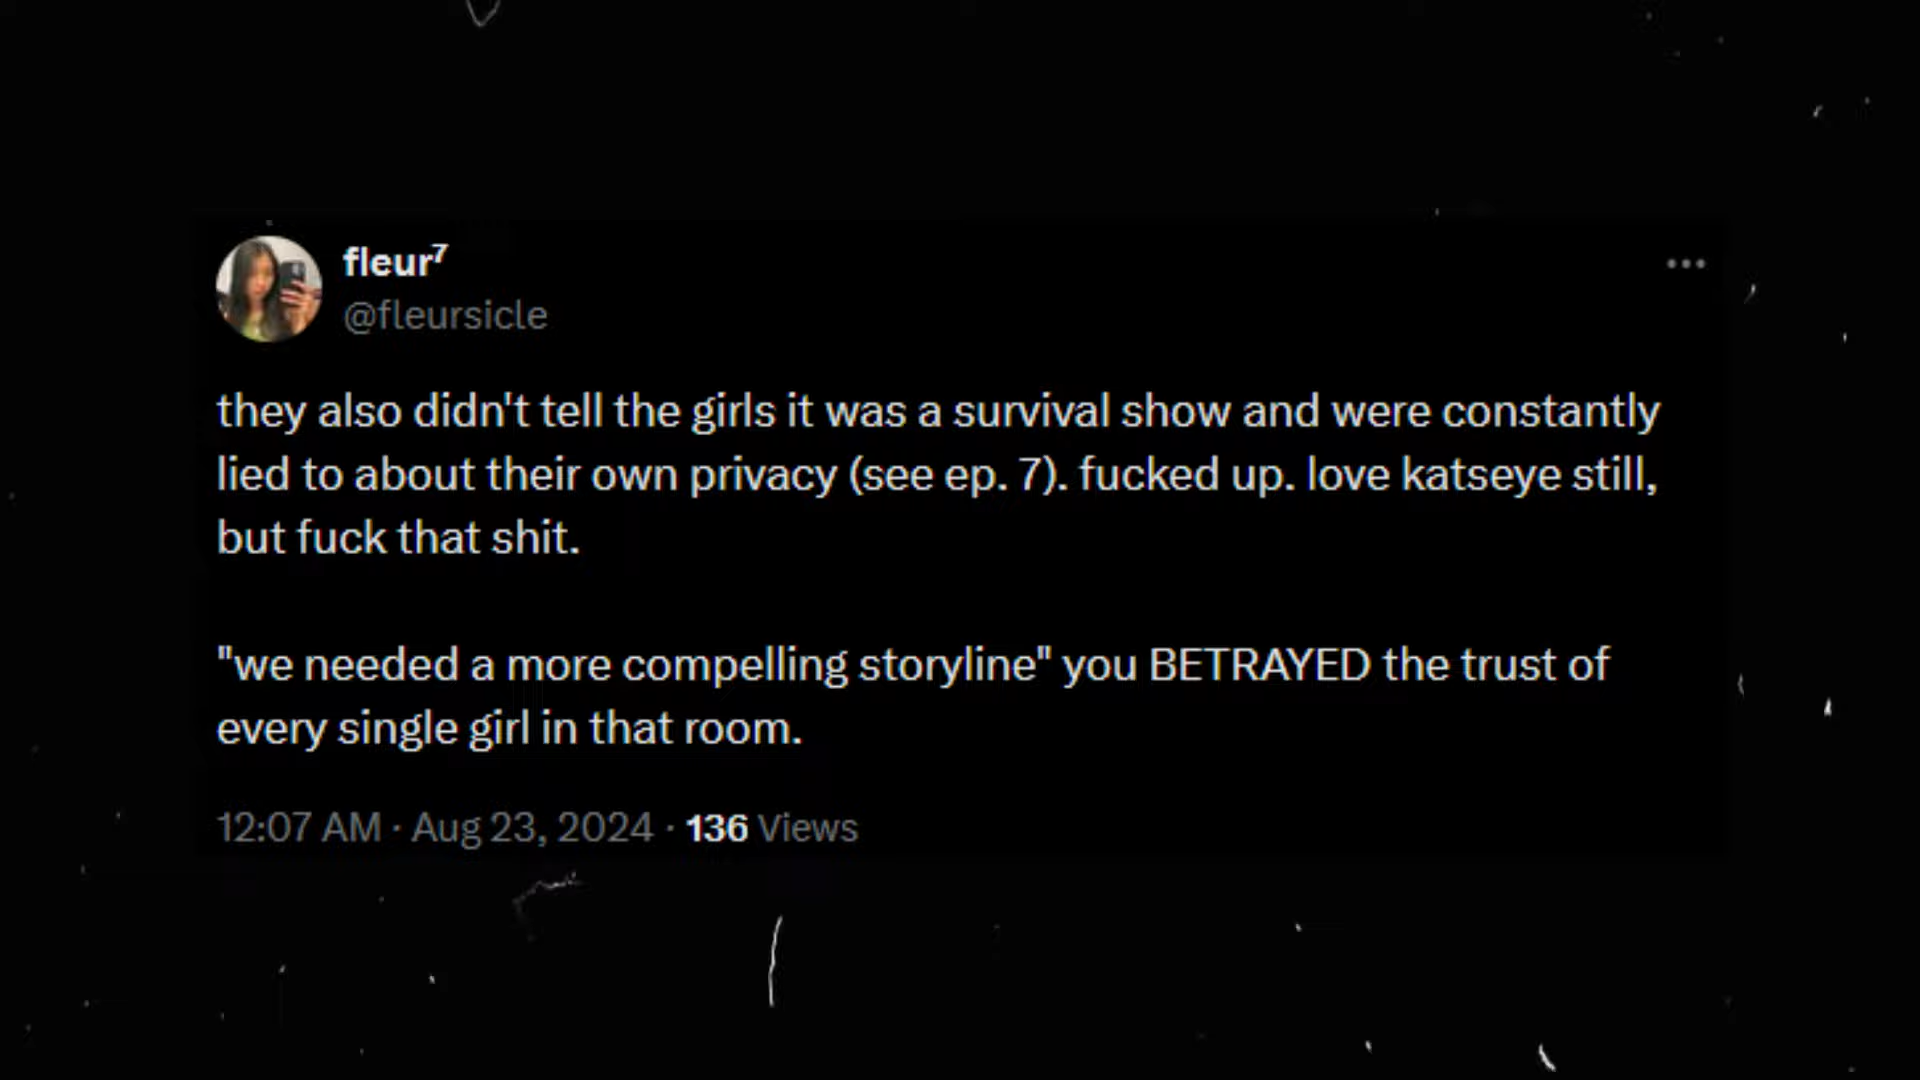 fleur⁷
@fleursicle
they also didn't tell the girls it was a survival show and were constantly
lied to about their own privacy (see ep. 7). fucked up. love katseye still,
but fuck that shit.
"we needed a more compelling storyline" you BETRAYED the trust of
every single girl in that room.
12:07 AM · Aug 23, 2024 · 136 Views